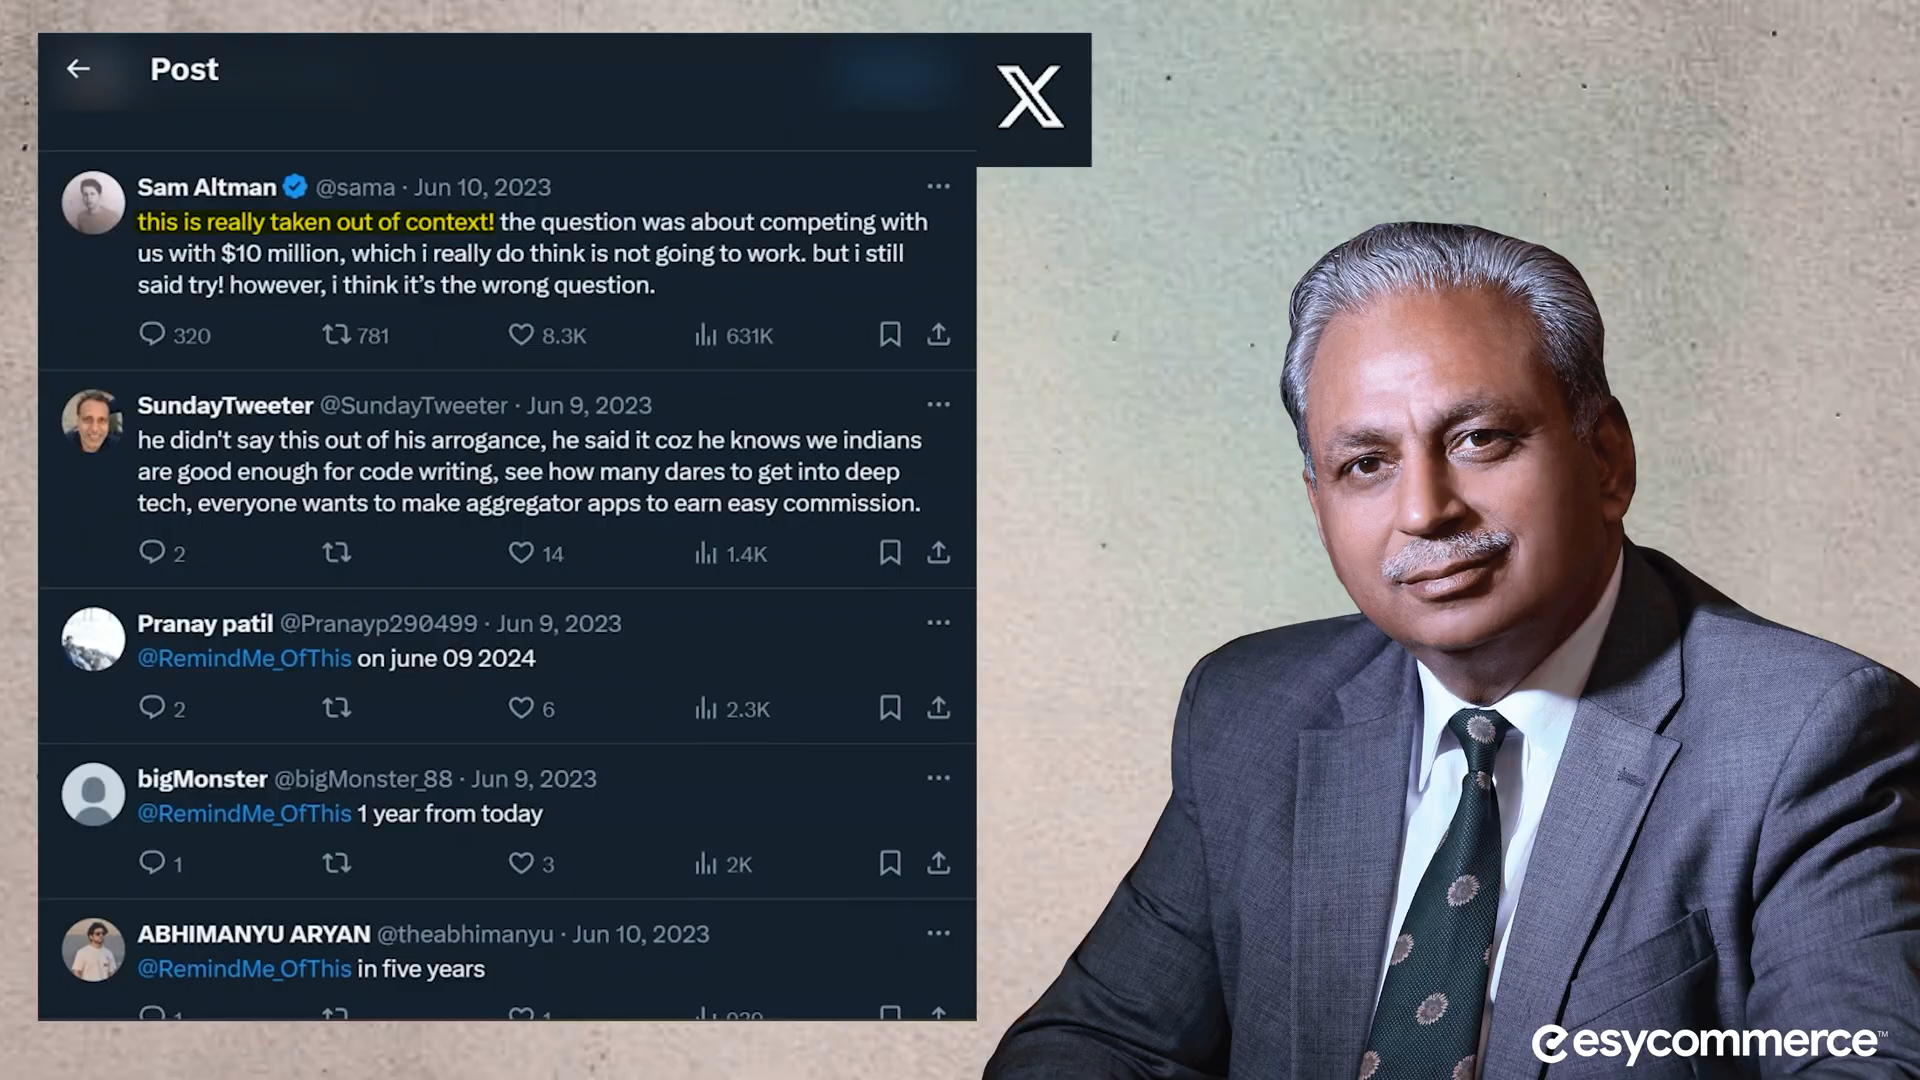 Post
X
Sam Altman @sama · Jun 10, 2023
this is really taken out of context! the question was about competing with
us with $10 million, which i really do think is not going to work. but i still
said try! however, i think it's the wrong question.
320 781 8.3K 631K
SundayTweeter @SundayTweeter · Jun 9, 2023
he didn't say this out of his arrogance, he said it coz he knows we indians
are good enough for code writing, see how many dares to get into deep
tech, everyone wants to make aggregator apps to earn easy commission.
2 14 1.4K
Pranay patil @Pranayp290499 · Jun 9, 2023
@RemindMe_OfThis on june 09 2024
2 6 2.3K
bigMonster @bigMonster_88 · Jun 9, 2023
@RemindMe_OfThis 1 year from today
1 3 2K
ABHIMANYU ARYAN @theabhimanyu · Jun 10, 2023
@RemindMe_OfThis in five years
esycommerce™